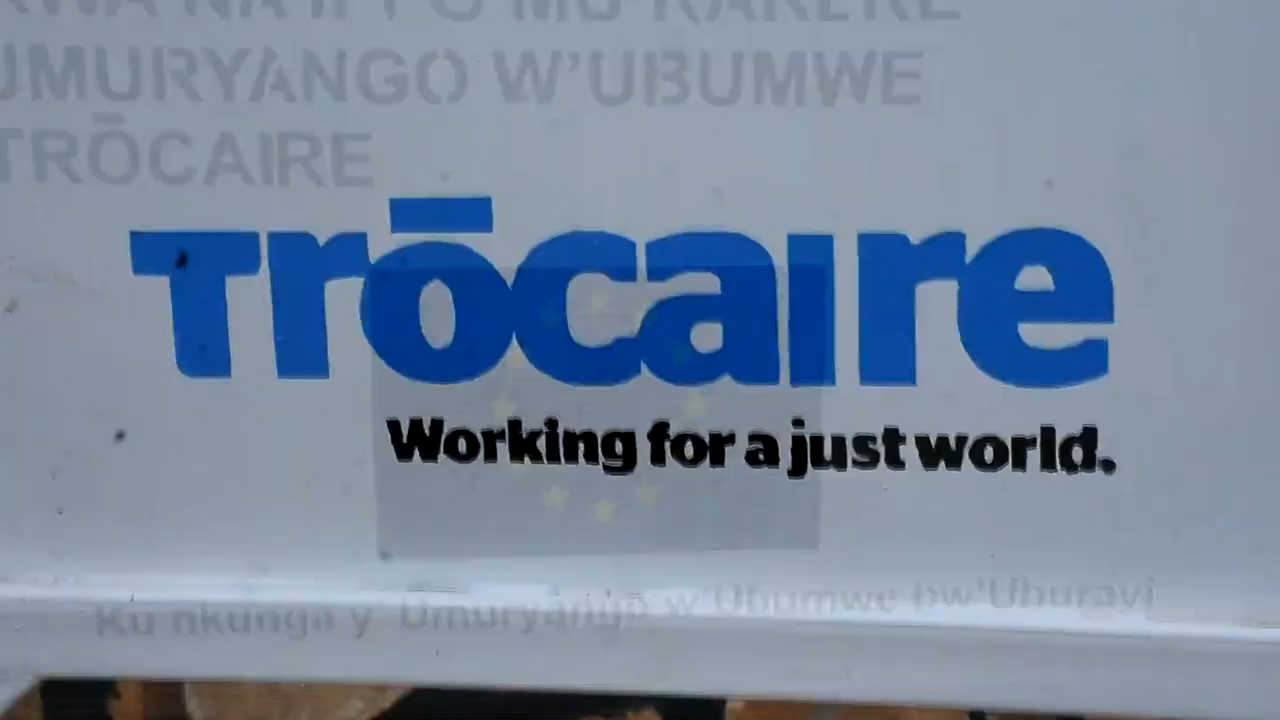 UMURYANGO W'UBUMWE
TRŌCAIRE
Trōcaire
Working for a just world.
Ku nkunga y' Umuryango w'Ubumwe bw'Uburayi